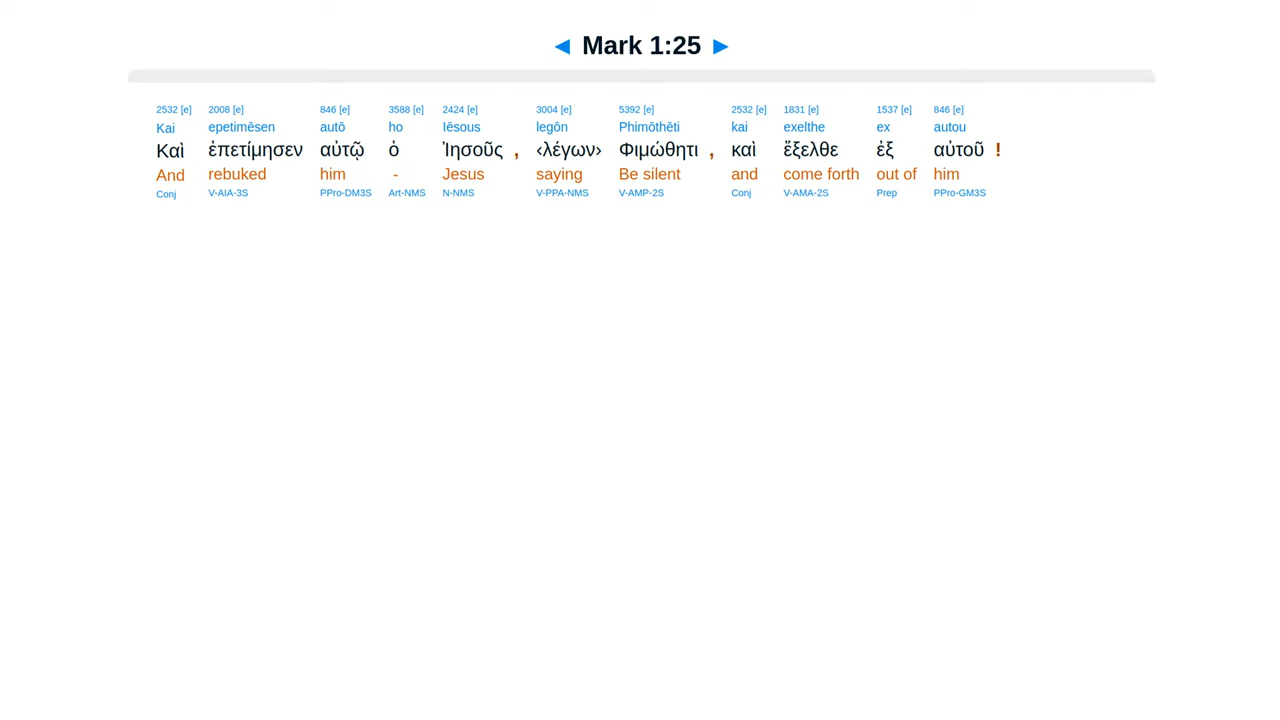 ◄ Mark 1:25 ►
2532 [e] 2008 [e] 846 [e] 3588 [e] 2424 [e] 3004 [e] 5392 [e] 2532 [e] 1831 [e] 1537 [e] 846 [e]
Kai epetimēsen autō ho Iēsous legōn Phimōthēti kai exelthe ex autou
Καὶ ἐπετίμησεν αὐτῷ ὁ Ἰησοῦς , ‹λέγων› Φιμώθητι , καὶ ἔξελθε ἐξ αὐτοῦ !
And rebuked him - Jesus saying Be silent and come forth out of him
Conj V-AIA-3S PPro-DM3S Art-NMS N-NMS V-PPA-NMS V-AMP-2S Conj V-AMA-2S Prep PPro-GM3S